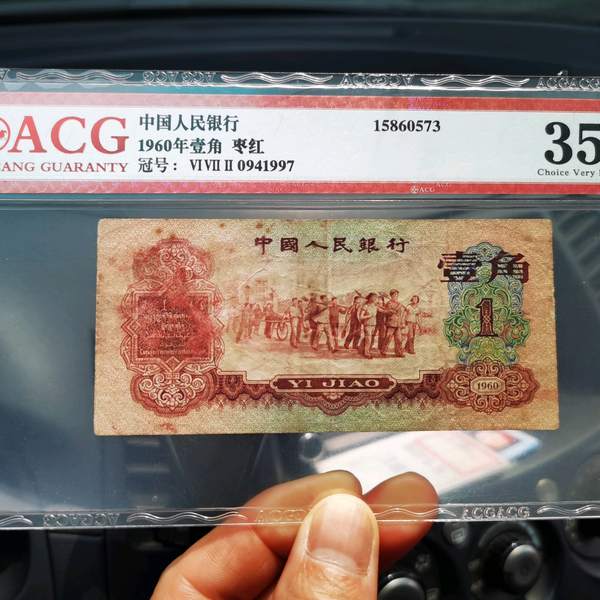 ACG
ANG GUARANTY
中国人民银行
1960年壹角 枣红
冠号： VI VII II 0941997
15860573
35
Choice Very
ACG
中國人民銀行
壹角
1
YI JIAO
1960